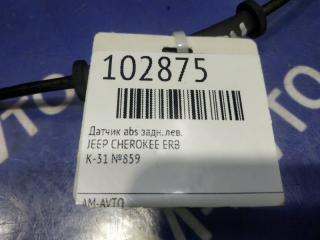 102875
Датчик abs задн.лев.
JEEP CHEROKEE ERB
К-31 №859
AM-AVTO